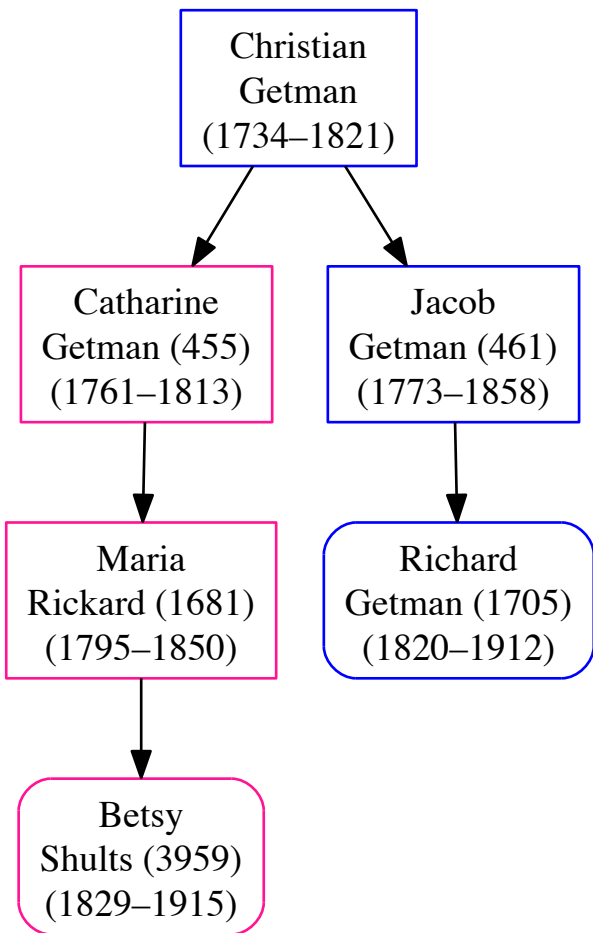 Christian
Getman
(1734–1821)
Catharine
Getman (455)
(1761–1813)
Jacob
Getman (461)
(1773–1858)
Maria
Rickard (1681)
(1795–1850)
Richard
Getman (1705)
(1820–1912)
Betsy
Shults (3959)
(1829–1915)